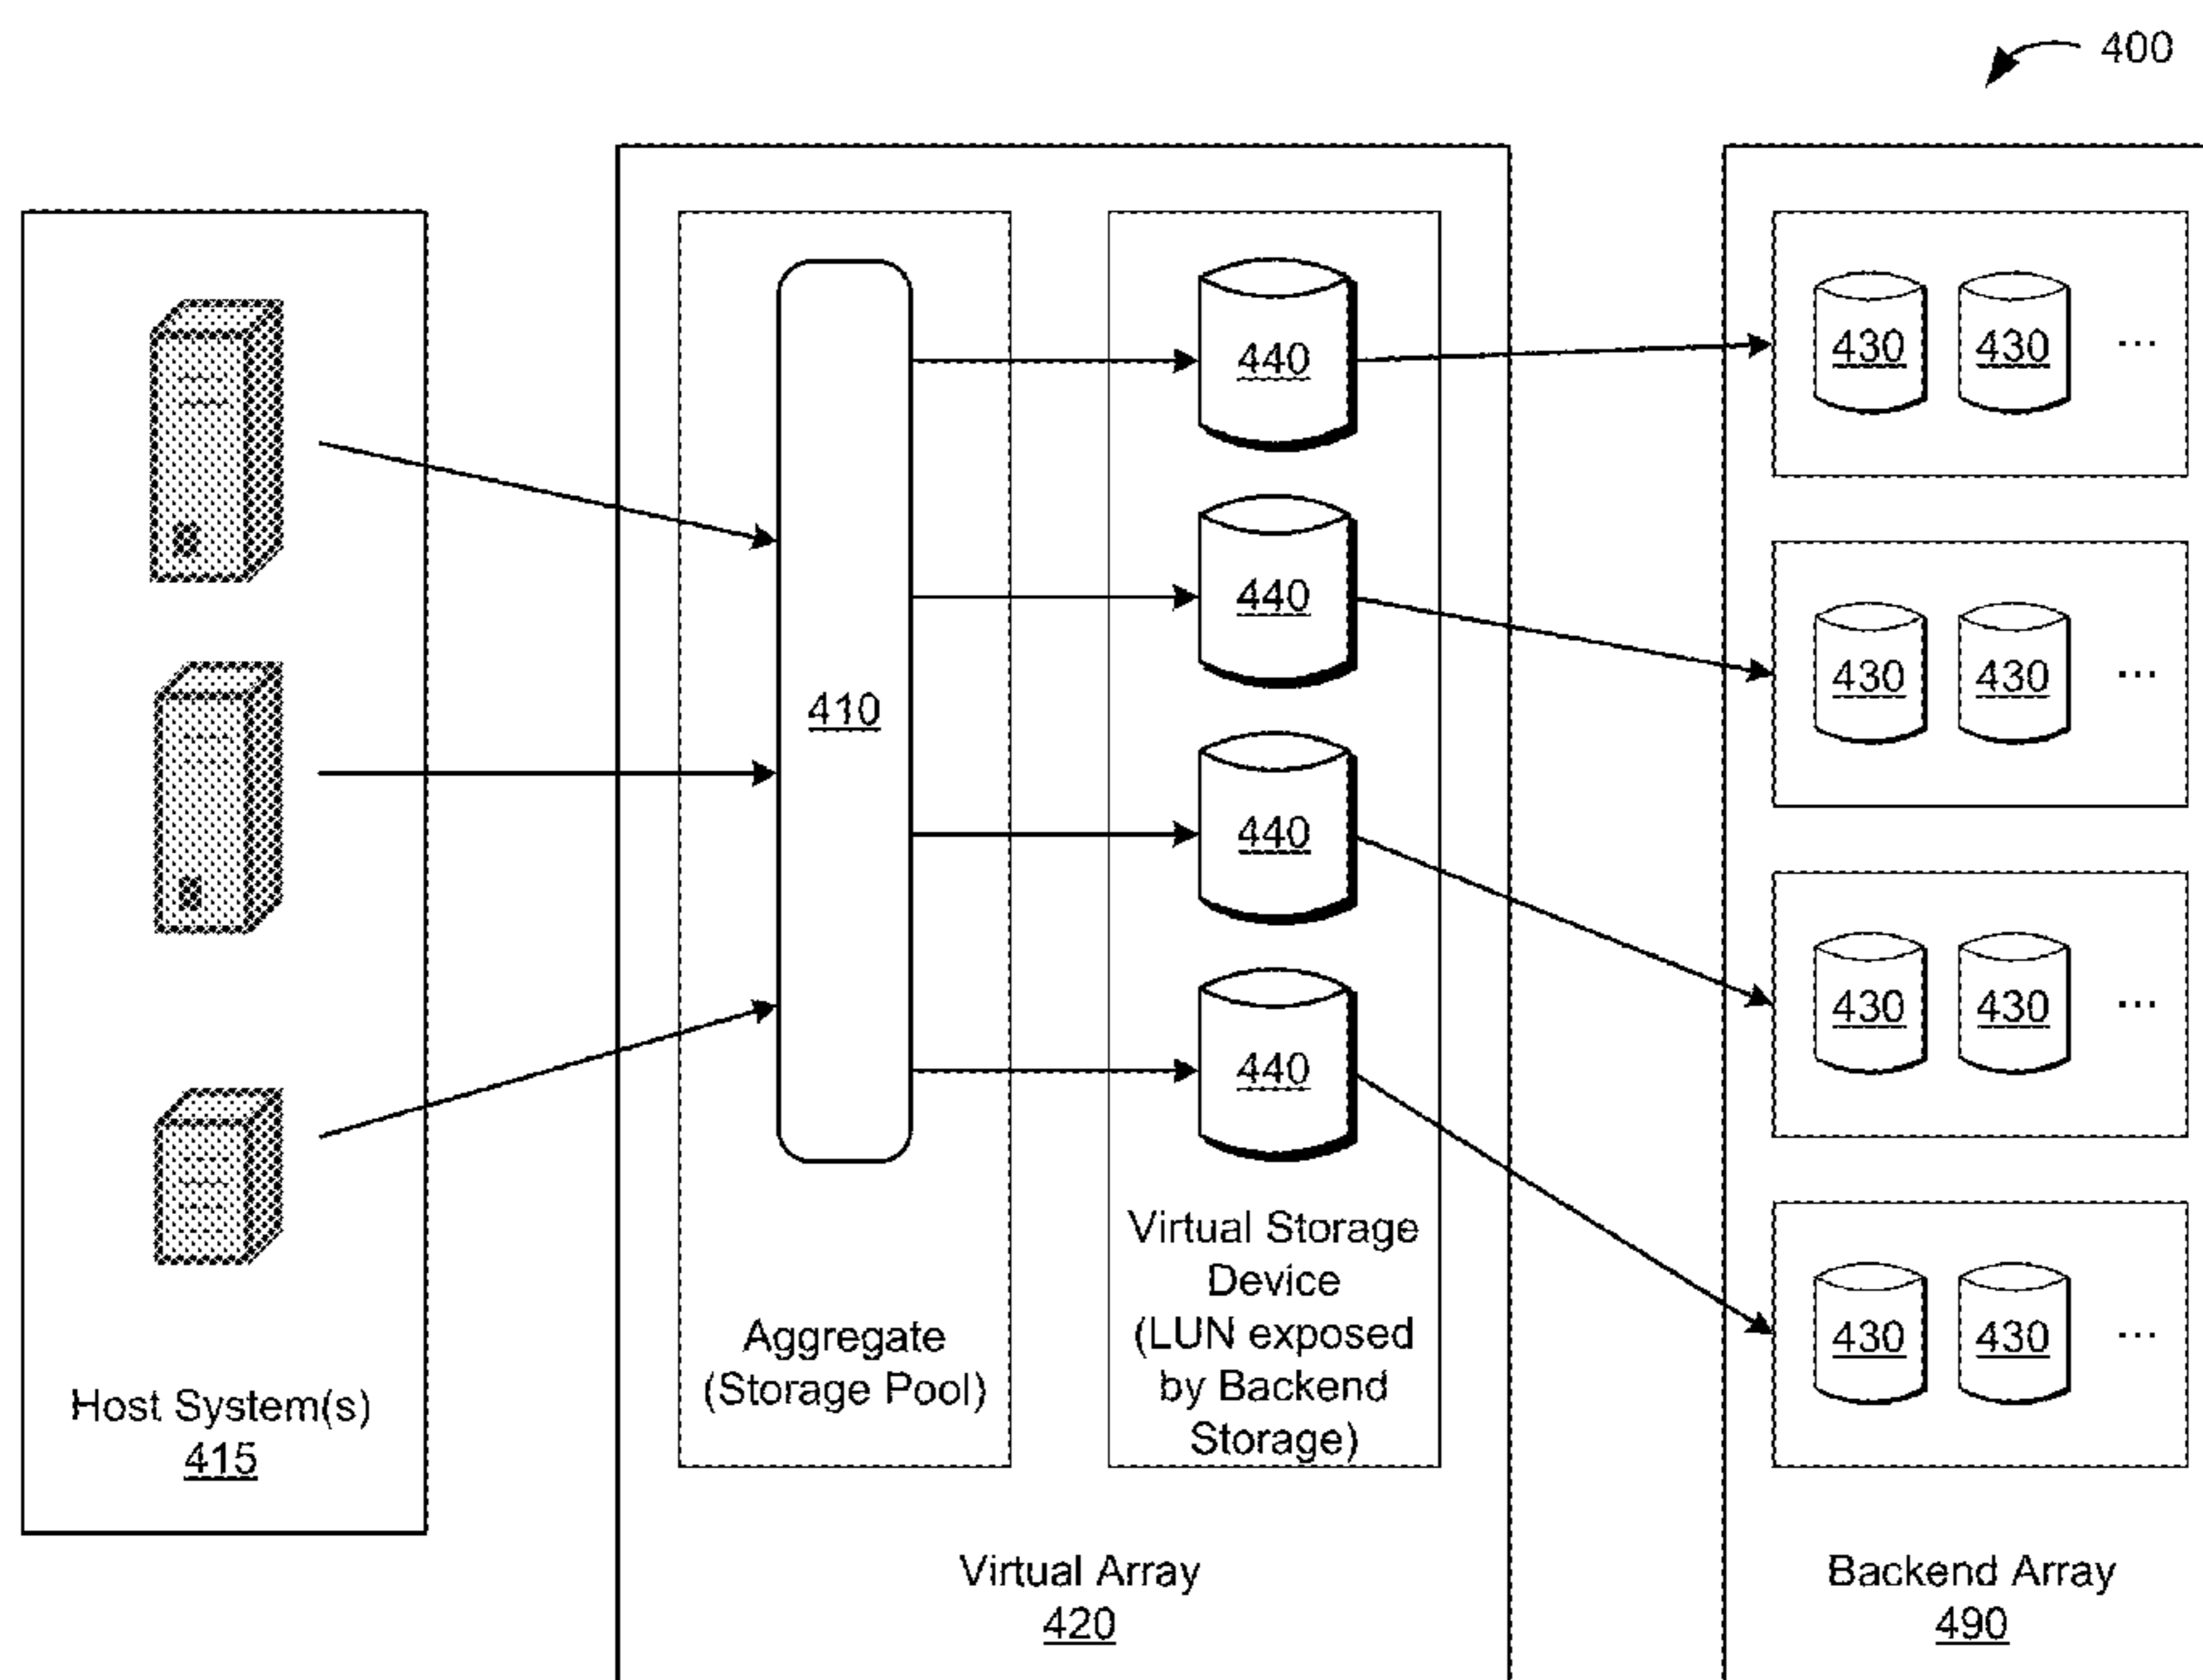 400
430 430 ...
440
440
430 430 ...
410
440
430 430 ...
440
430 430 ...
Host System(s)
415
Aggregate
(Storage Pool)
Virtual Storage
Device
(LUN exposed
by Backend
Storage)
Virtual Array
420
Backend Array
490